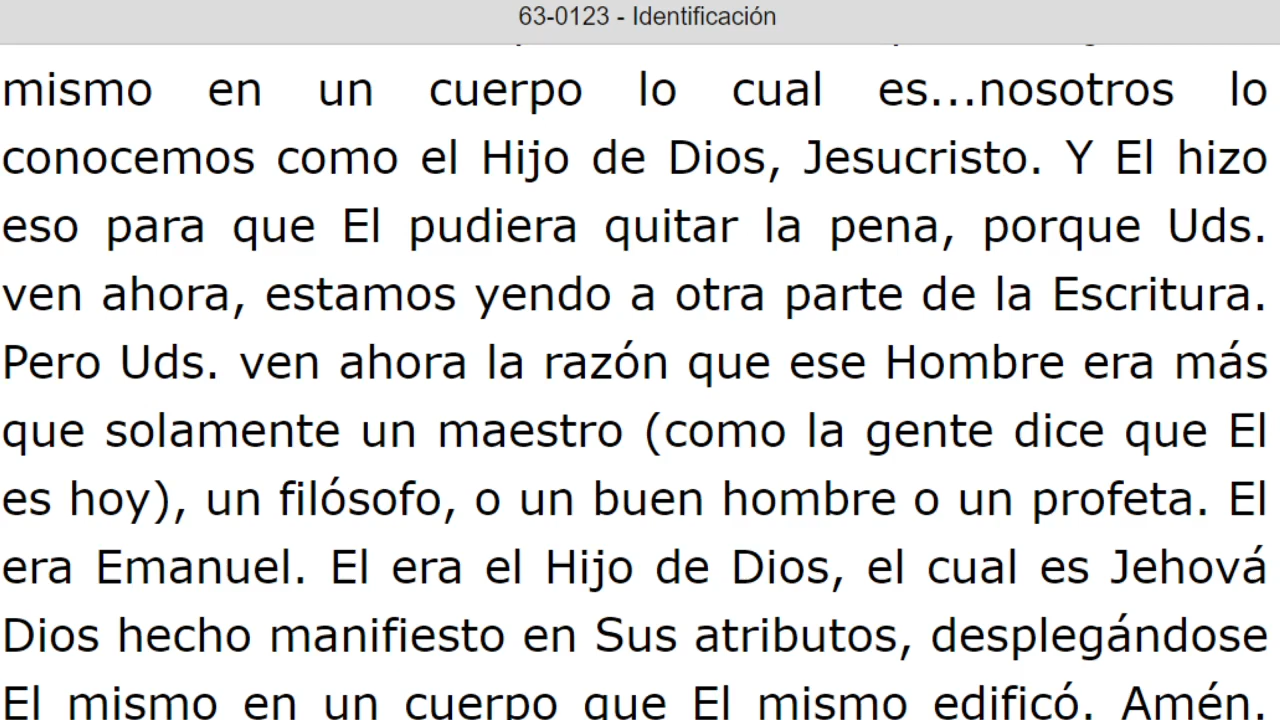 63-0123 - Identificación
mismo en un cuerpo lo cual es...nosotros lo
conocemos como el Hijo de Dios, Jesucristo. Y El hizo
eso para que El pudiera quitar la pena, porque Uds.
ven ahora, estamos yendo a otra parte de la Escritura.
Pero Uds. ven ahora la razón que ese Hombre era más
que solamente un maestro (como la gente dice que El
es hoy), un filósofo, o un buen hombre o un profeta. El
era Emanuel. El era el Hijo de Dios, el cual es Jehová
Dios hecho manifiesto en Sus atributos, desplegándose
El mismo en un cuerpo que El mismo edificó. Amén.